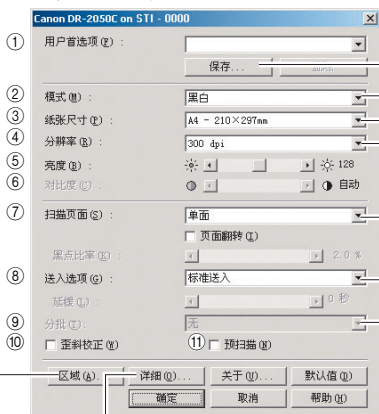 Canon DR-2050C on STI - 0000
① 用户首选项(F) :
保存... 删除...
② 模式(M) : 黑白
③ 纸张尺寸(P) : A4 - 210×297mm
④ 分辨率(R) : 300 dpi
⑤ 亮度(B) : 128
⑥ 对比度(C) : 自动
⑦ 扫描页面(S) : 单面
页面翻转(I)
黑点比率(K) : 2.0 %
⑧ 送入选项(G) : 标准送入
延缓(L) : 0 秒
⑨ 分批(T): 无
⑩ 歪斜校正(W) ⑪ 预扫描(N)
区域(A)... 详细(O)... 关于(U)... 默认值(D)
确定 取消 帮助(H)